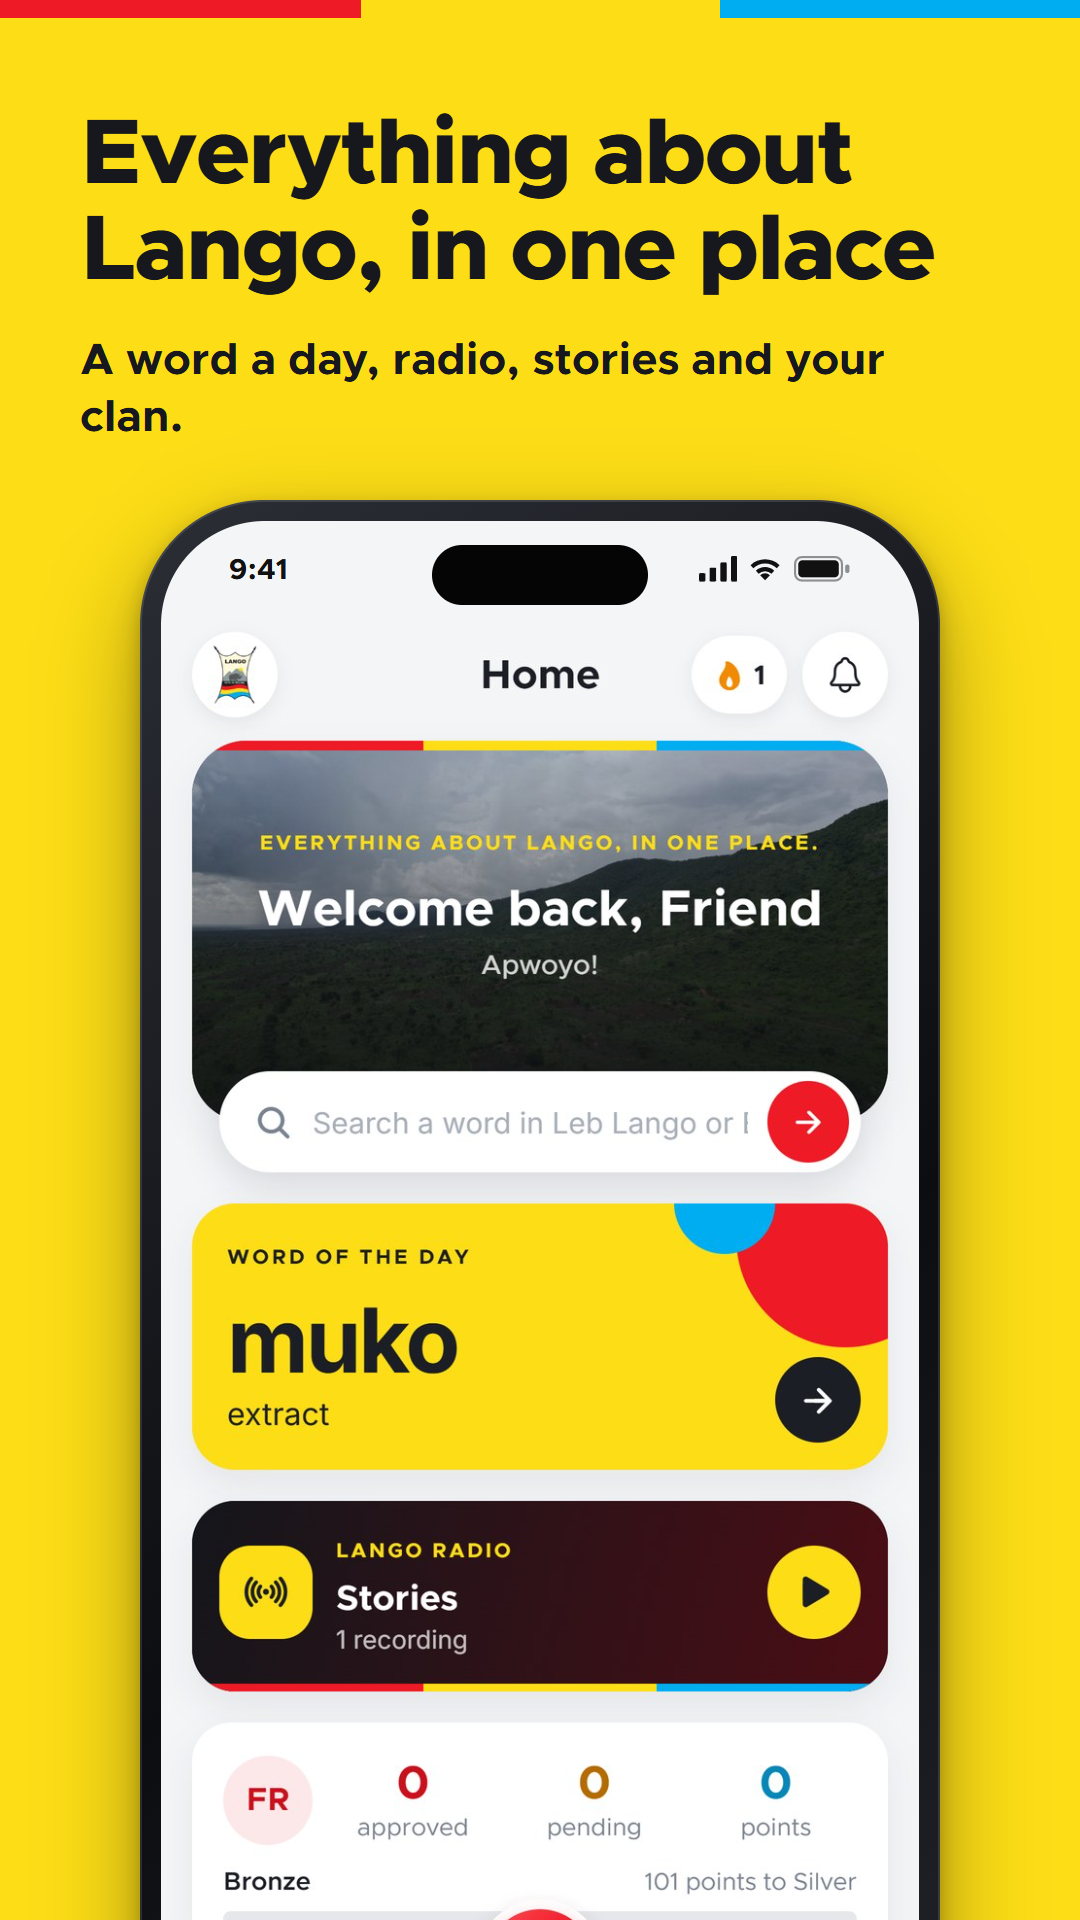 Everything about
Lango, in one place
A word a day, radio, stories and your
clan.
9:41
LANGO
Home
1
EVERYTHING ABOUT LANGO, IN ONE PLACE.
Welcome back, Friend
Apwoyo!
Search a word in Leb Lango or
WORD OF THE DAY
muko
extract
LANGO RADIO
Stories
1 recording
FR
0
0
0
approved
pending
points
Bronze
101 points to Silver